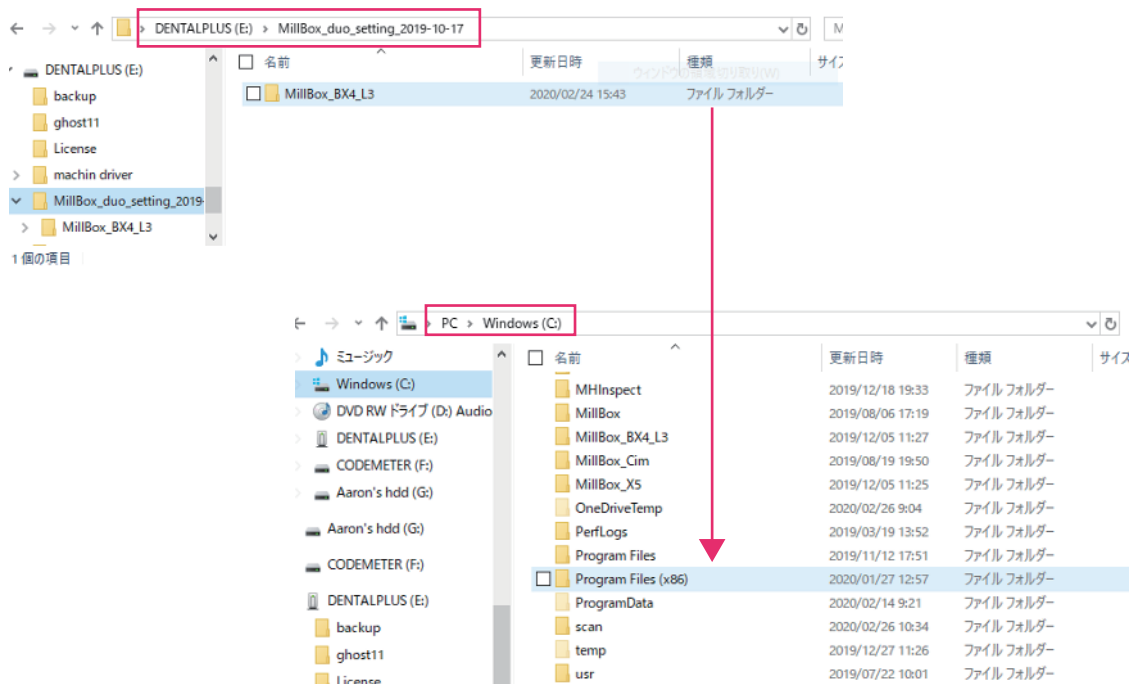 DENTALPLUS (E:) › MillBox_duo_setting_2019-10-17
M
DENTALPLUS (E:)
backup
ghost11
License
machin driver
MillBox_duo_setting_2019-
MillBox_BX4_L3
1 個の項目
名前 更新日時 種類 サイズ
ウィンドウの領域切り取り(W)
MillBox_BX4_L3 2020/02/24 15:43 ファイル フォルダー
PC › Windows (C:)
ミュージック
Windows (C:)
DVD RW ドライブ (D:) Audio
DENTALPLUS (E:)
CODEMETER (F:)
Aaron's hdd (G:)
Aaron's hdd (G:)
CODEMETER (F:)
DENTALPLUS (E:)
backup
ghost11
License
名前 更新日時 種類 サイズ
MHInspect 2019/12/18 19:33 ファイル フォルダー
MillBox 2019/08/06 17:19 ファイル フォルダー
MillBox_BX4_L3 2019/12/05 11:27 ファイル フォルダー
MillBox_Cim 2019/08/19 19:50 ファイル フォルダー
MillBox_X5 2019/12/05 11:25 ファイル フォルダー
OneDriveTemp 2020/02/26 9:04 ファイル フォルダー
PerfLogs 2019/03/19 13:52 ファイル フォルダー
Program Files 2019/11/12 17:51 ファイル フォルダー
Program Files (x86) 2020/01/27 12:57 ファイル フォルダー
ProgramData 2020/02/14 9:21 ファイル フォルダー
scan 2020/02/26 10:34 ファイル フォルダー
temp 2019/12/27 11:26 ファイル フォルダー
usr 2019/07/22 10:01 ファイル フォルダー